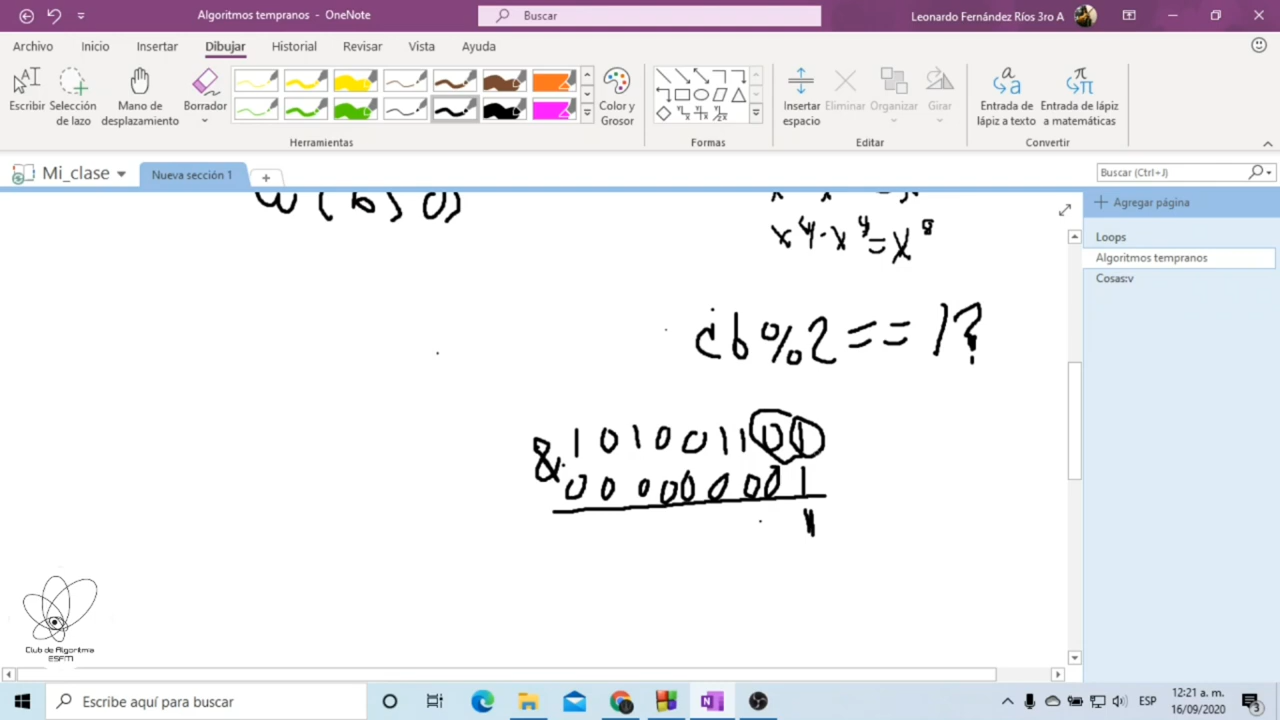 Algoritmos tempranos - OneNote
Buscar
Leonardo Fernández Ríos 3ro A
Archivo Inicio Insertar Dibujar Historial Revisar Vista Ayuda
Escribir Selección de lazo Mano de desplazamiento Borrador
Color y Grosor
Insertar espacio Eliminar Organizar Girar
Entrada de lápiz a texto Entrada de lápiz a matemáticas
Herramientas Formas Editar Convertir
Mi_clase Nueva sección 1
Buscar (Ctrl+J)
Agregar página
Loops
Algoritmos tempranos
Cosas:v
x⁴·x⁴=x⁸
b%2==1?
&
1
Club de Algoritmia
ESFM
Escribe aquí para buscar
ESP
12:21 a. m.
16/09/2020
3